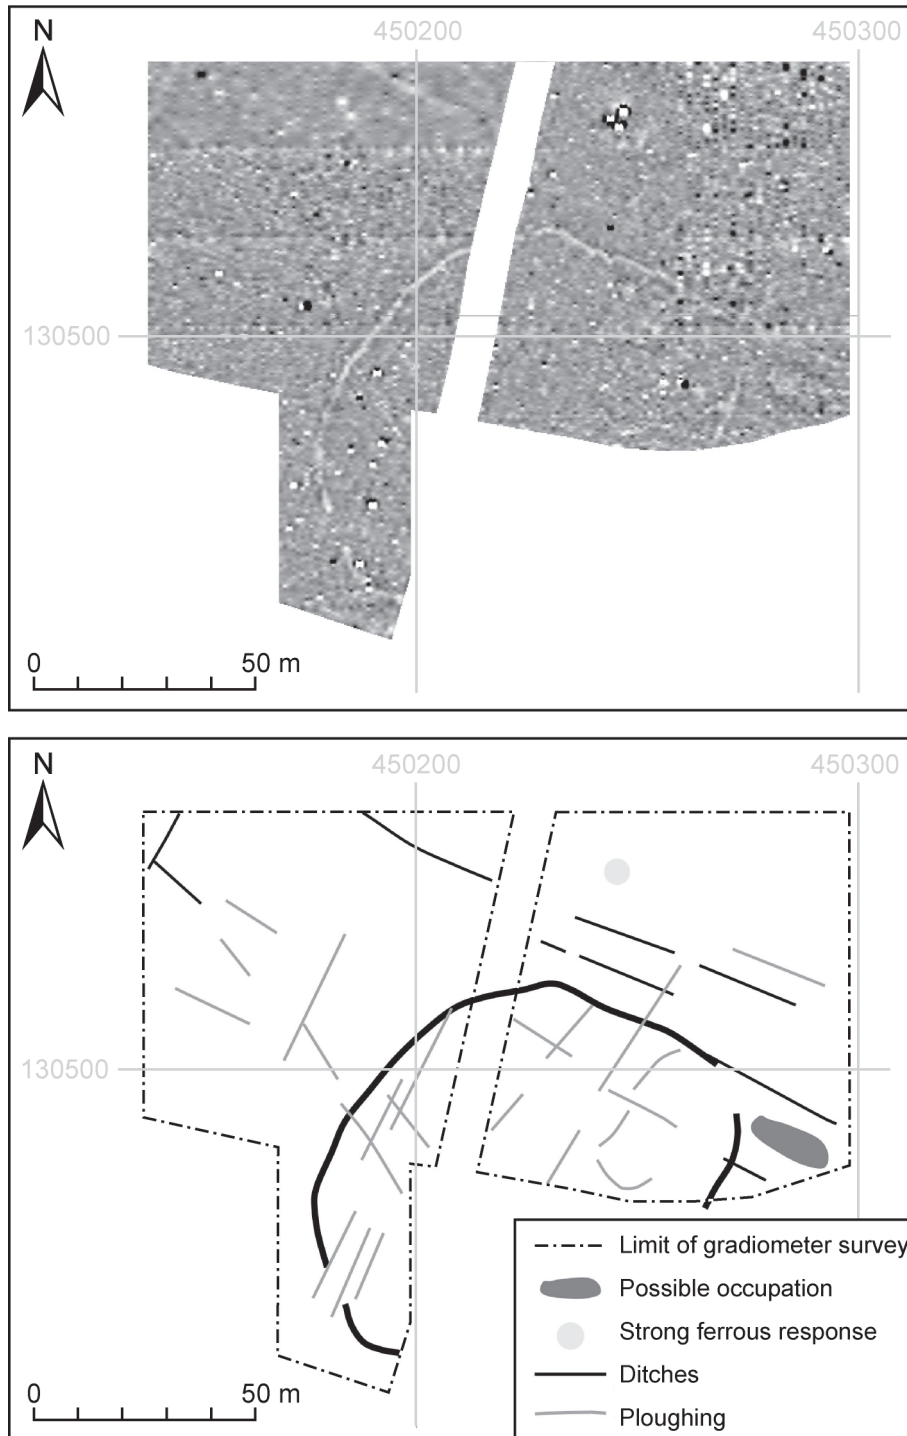 N
450200
450300
130500
0
50 m
N
450200
450300
130500
Limit of gradiometer survey
Possible occupation
Strong ferrous response
0
50 m
Ditches
Ploughing